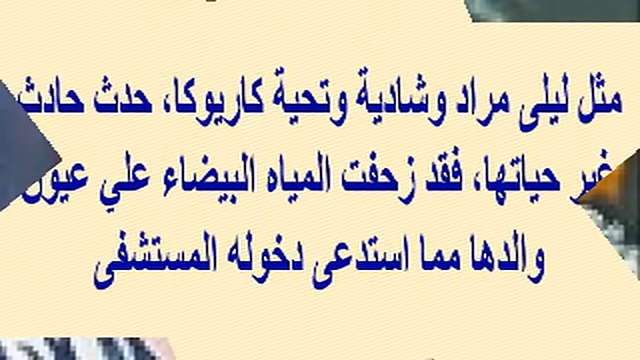 مثل ليلى مراد وشادية وتحية كاريوكا، حدث حادث
غير حياتها، فقد زحفت المياه البيضاء علي عيون
والدها مما استدعى دخوله المستشفى